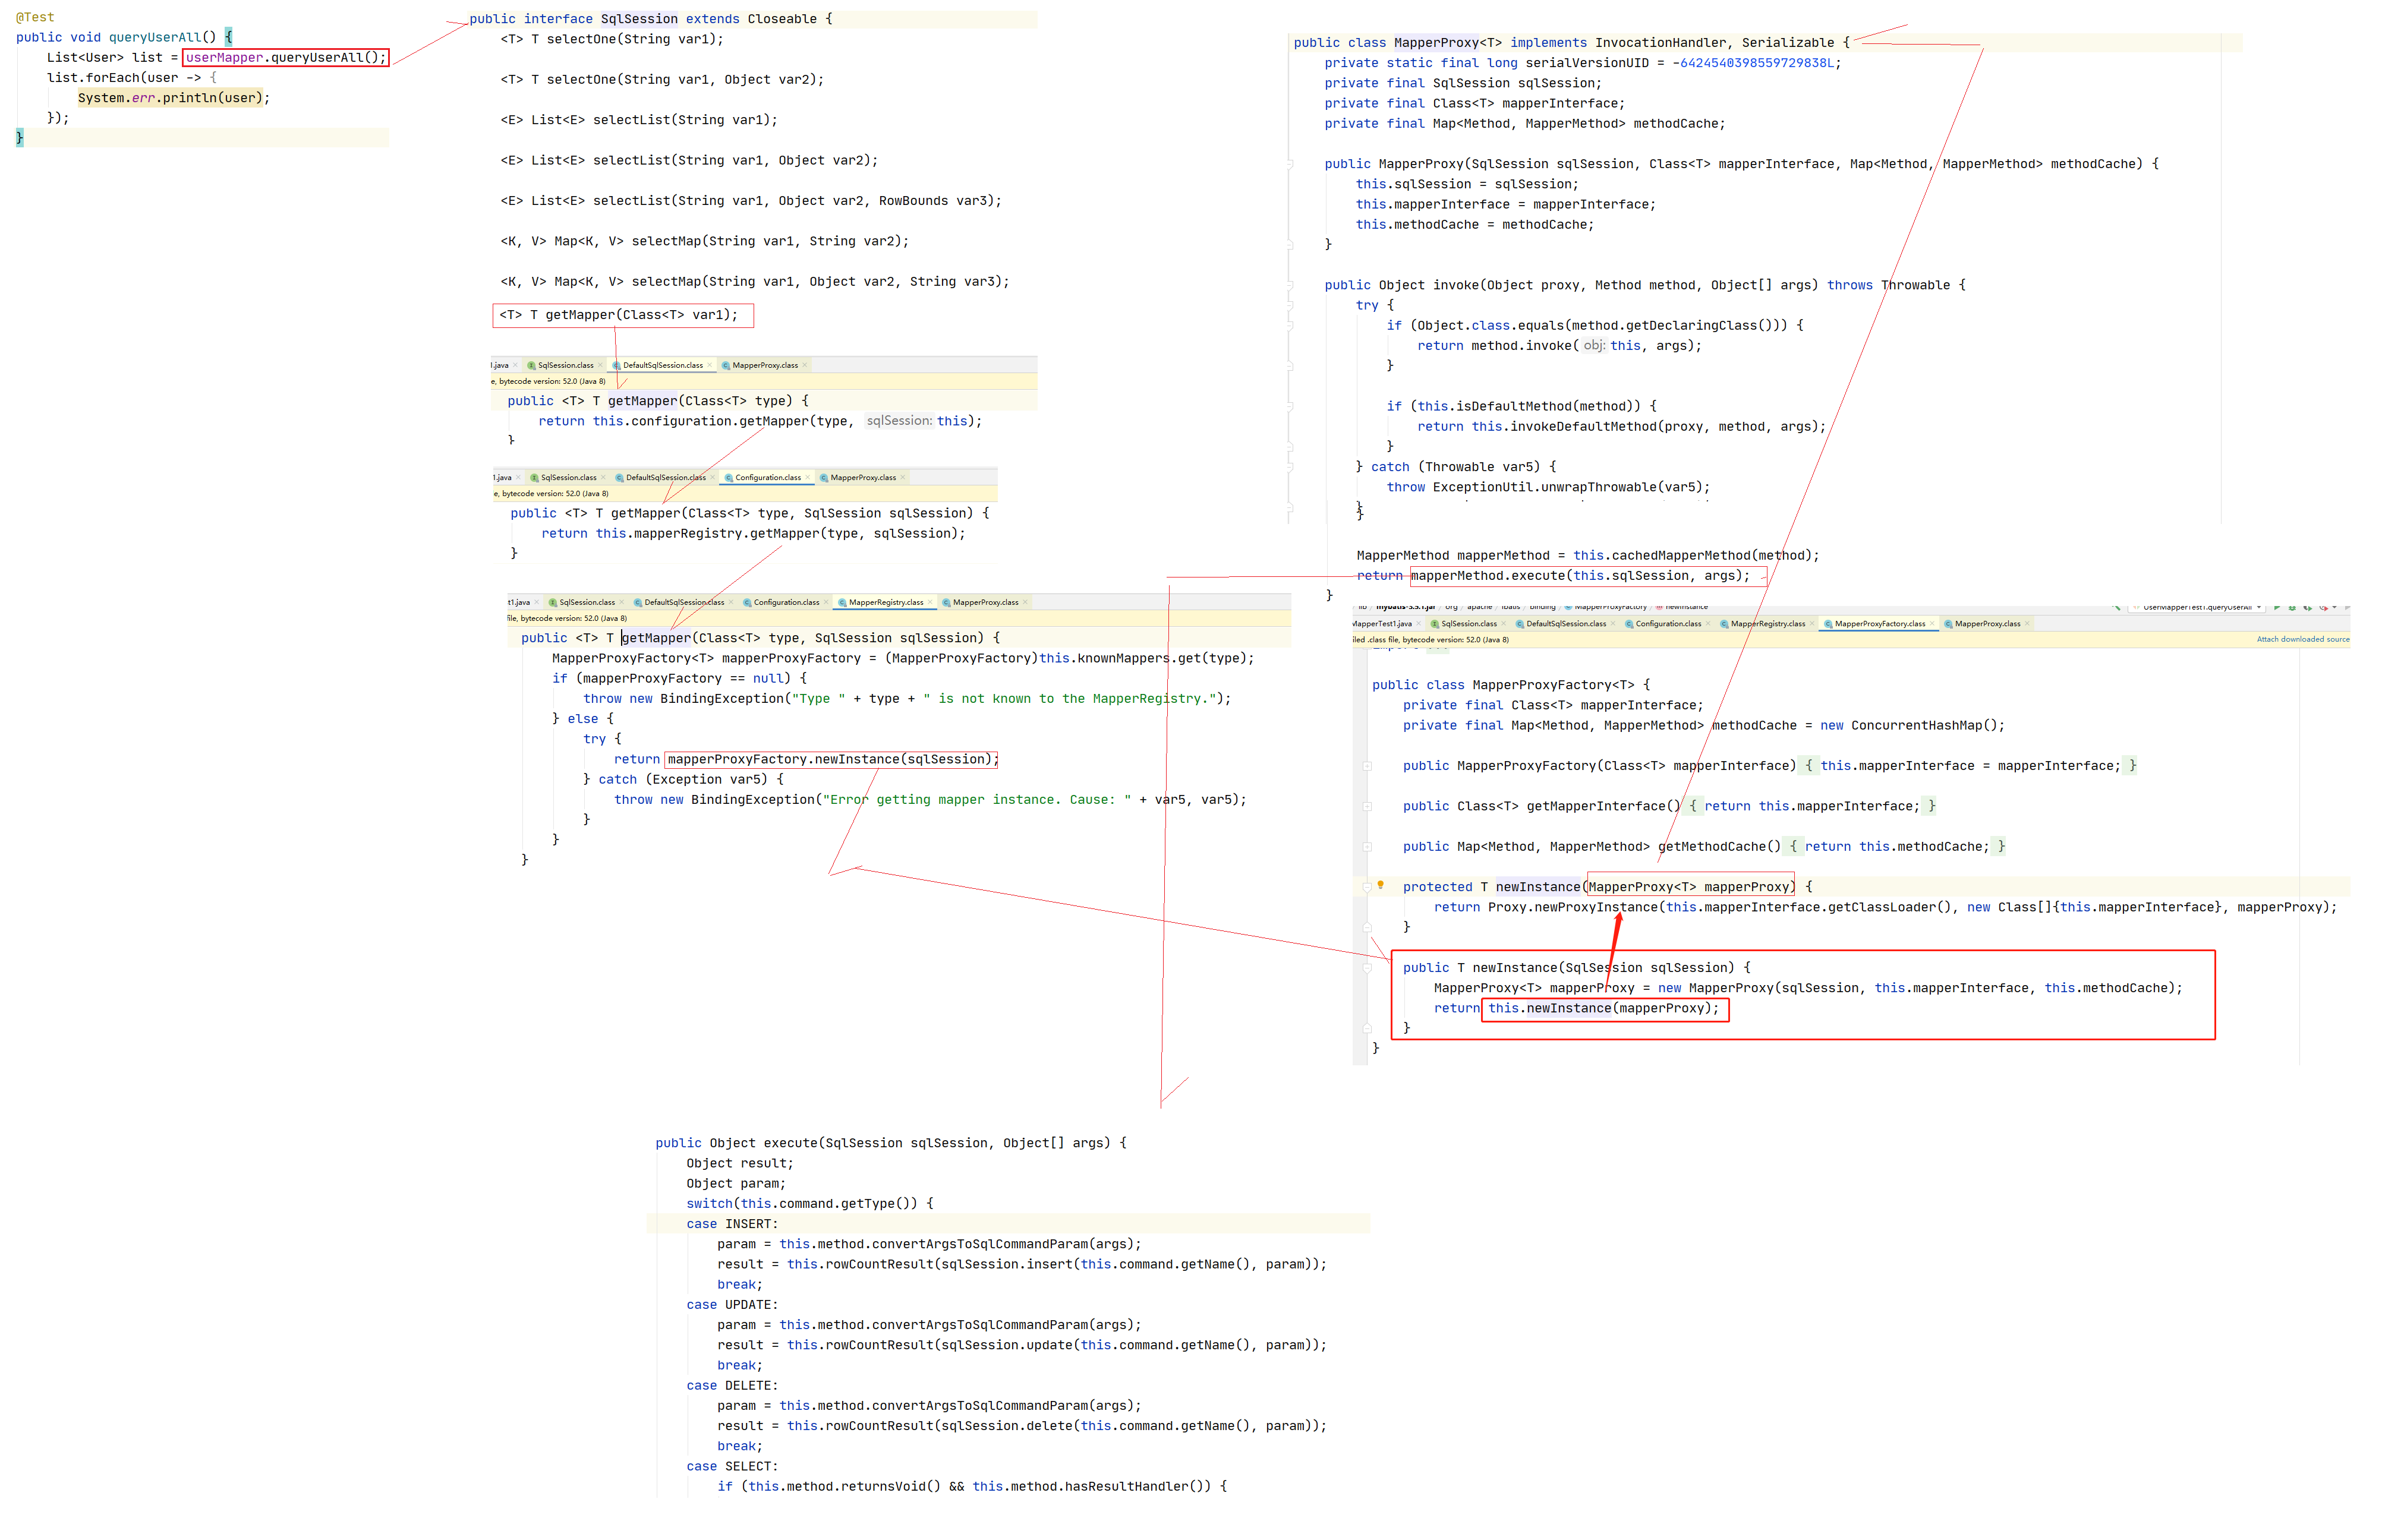 @Test
public void queryUserAll() {
List<User> list = userMapper.queryUserAll();
list.forEach(user -> {
System.err.println(user);
});
}
public interface SqlSession extends Closeable {
<T> T selectOne(String var1);
<T> T selectOne(String var1, Object var2);
<E> List<E> selectList(String var1);
<E> List<E> selectList(String var1, Object var2);
<E> List<E> selectList(String var1, Object var2, RowBounds var3);
<K, V> Map<K, V> selectMap(String var1, String var2);
<K, V> Map<K, V> selectMap(String var1, Object var2, String var3);
<T> T getMapper(Class<T> var1);
1.java SqlSession.class DefaultSqlSession.class MapperProxy.class
e, bytecode version: 52.0 (Java 8)
public <T> T getMapper(Class<T> type) {
return this.configuration.getMapper(type, sqlSession: this);
}
1.java SqlSession.class DefaultSqlSession.class Configuration.class MapperProxy.class
e, bytecode version: 52.0 (Java 8)
public <T> T getMapper(Class<T> type, SqlSession sqlSession) {
return this.mapperRegistry.getMapper(type, sqlSession);
}
t1.java SqlSession.class DefaultSqlSession.class Configuration.class MapperRegistry.class MapperProxy.class
file, bytecode version: 52.0 (Java 8)
public <T> T getMapper(Class<T> type, SqlSession sqlSession) {
MapperProxyFactory<T> mapperProxyFactory = (MapperProxyFactory)this.knownMappers.get(type);
if (mapperProxyFactory == null) {
throw new BindingException("Type " + type + " is not known to the MapperRegistry.");
} else {
try {
return mapperProxyFactory.newInstance(sqlSession);
} catch (Exception var5) {
throw new BindingException("Error getting mapper instance. Cause: " + var5, var5);
}
}
}
public class MapperProxy<T> implements InvocationHandler, Serializable {
private static final long serialVersionUID = -6424540398559729838L;
private final SqlSession sqlSession;
private final Class<T> mapperInterface;
private final Map<Method, MapperMethod> methodCache;
public MapperProxy(SqlSession sqlSession, Class<T> mapperInterface, Map<Method, MapperMethod> methodCache) {
this.sqlSession = sqlSession;
this.mapperInterface = mapperInterface;
this.methodCache = methodCache;
}
public Object invoke(Object proxy, Method method, Object[] args) throws Throwable {
try {
if (Object.class.equals(method.getDeclaringClass())) {
return method.invoke( obj: this, args);
}
if (this.isDefaultMethod(method)) {
return this.invokeDefaultMethod(proxy, method, args);
}
} catch (Throwable var5) {
throw ExceptionUtil.unwrapThrowable(var5);
}
}
MapperMethod mapperMethod = this.cachedMapperMethod(method);
return mapperMethod.execute(this.sqlSession, args);
}
lib mybatis-3.5.1.jar org apache ibatis binding MapperProxyFactory newInstance UserMapperTest1.queryUserAll
MapperTest1.java SqlSession.class DefaultSqlSession.class Configuration.class MapperRegistry.class MapperProxyFactory.class MapperProxy.class
iled .class file, bytecode version: 52.0 (Java 8) Attach downloaded source
import ...
public class MapperProxyFactory<T> {
private final Class<T> mapperInterface;
private final Map<Method, MapperMethod> methodCache = new ConcurrentHashMap();
public MapperProxyFactory(Class<T> mapperInterface) { this.mapperInterface = mapperInterface; }
public Class<T> getMapperInterface() { return this.mapperInterface; }
public Map<Method, MapperMethod> getMethodCache() { return this.methodCache; }
protected T newInstance(MapperProxy<T> mapperProxy) {
return Proxy.newProxyInstance(this.mapperInterface.getClassLoader(), new Class[]{this.mapperInterface}, mapperProxy);
}
public T newInstance(SqlSession sqlSession) {
MapperProxy<T> mapperProxy = new MapperProxy(sqlSession, this.mapperInterface, this.methodCache);
return this.newInstance(mapperProxy);
}
}
public Object execute(SqlSession sqlSession, Object[] args) {
Object result;
Object param;
switch(this.command.getType()) {
case INSERT:
param = this.method.convertArgsToSqlCommandParam(args);
result = this.rowCountResult(sqlSession.insert(this.command.getName(), param));
break;
case UPDATE:
param = this.method.convertArgsToSqlCommandParam(args);
result = this.rowCountResult(sqlSession.update(this.command.getName(), param));
break;
case DELETE:
param = this.method.convertArgsToSqlCommandParam(args);
result = this.rowCountResult(sqlSession.delete(this.command.getName(), param));
break;
case SELECT:
if (this.method.returnsVoid() && this.method.hasResultHandler()) {